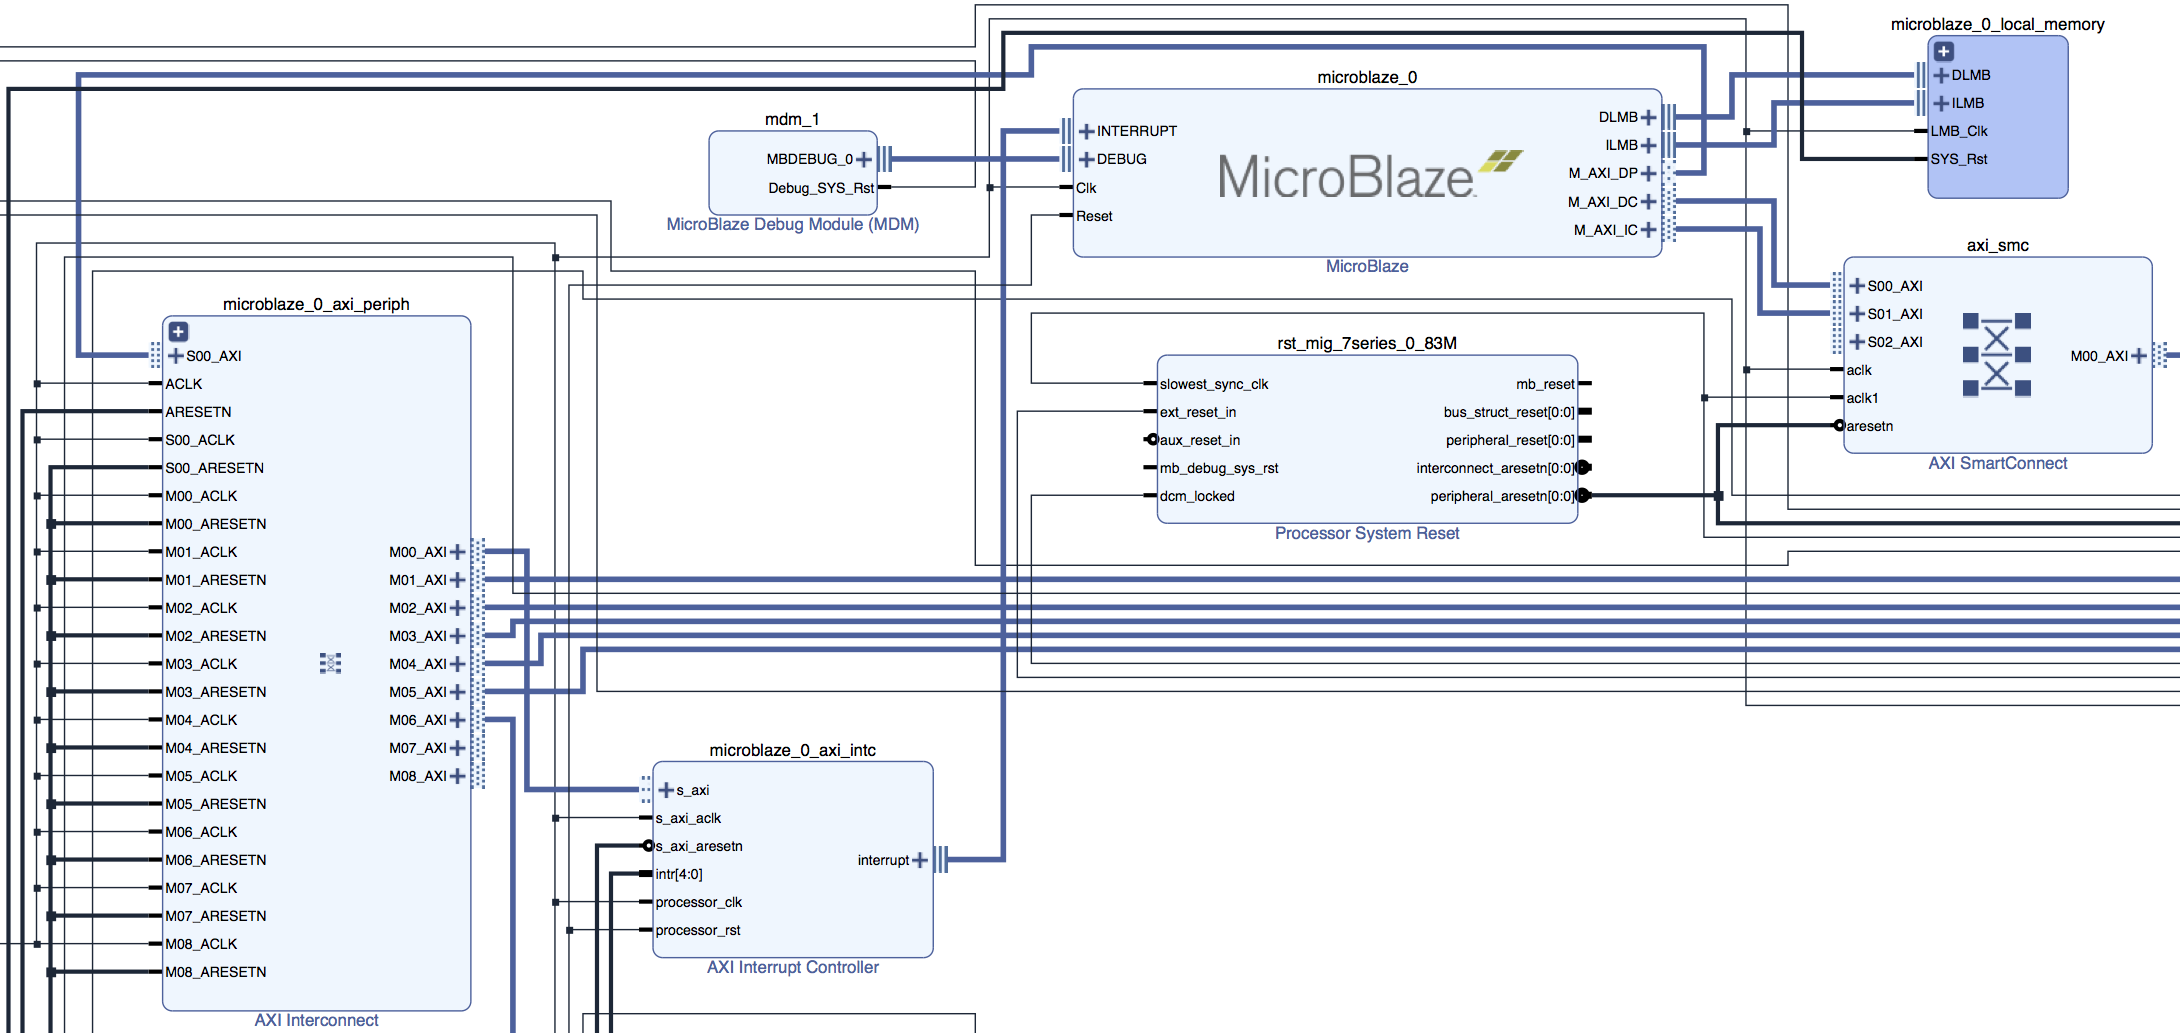 microblaze_0_local_memory
DLMB
ILMB
LMB_Clk
SYS_Rst
microblaze_0
INTERRUPT
DEBUG
Clk
Reset
MicroBlaze
DLMB
ILMB
M_AXI_DP
M_AXI_DC
M_AXI_IC
MicroBlaze
mdm_1
MBDEBUG_0
Debug_SYS_Rst
MicroBlaze Debug Module (MDM)
axi_smc
S00_AXI
S01_AXI
S02_AXI
aclk
aclk1
aresetn
M00_AXI
AXI SmartConnect
microblaze_0_axi_periph
S00_AXI
ACLK
ARESETN
S00_ACLK
S00_ARESETN
M00_ACLK
M00_ARESETN
M01_ACLK
M01_ARESETN
M02_ACLK
M02_ARESETN
M03_ACLK
M03_ARESETN
M04_ACLK
M04_ARESETN
M05_ACLK
M05_ARESETN
M06_ACLK
M06_ARESETN
M07_ACLK
M07_ARESETN
M08_ACLK
M08_ARESETN
M00_AXI
M01_AXI
M02_AXI
M03_AXI
M04_AXI
M05_AXI
M06_AXI
M07_AXI
M08_AXI
AXI Interconnect
rst_mig_7series_0_83M
slowest_sync_clk
ext_reset_in
aux_reset_in
mb_debug_sys_rst
dcm_locked
mb_reset
bus_struct_reset[0:0]
peripheral_reset[0:0]
interconnect_aresetn[0:0]
peripheral_aresetn[0:0]
Processor System Reset
microblaze_0_axi_intc
s_axi
s_axi_aclk
s_axi_aresetn
intr[4:0]
processor_clk
processor_rst
interrupt
AXI Interrupt Controller